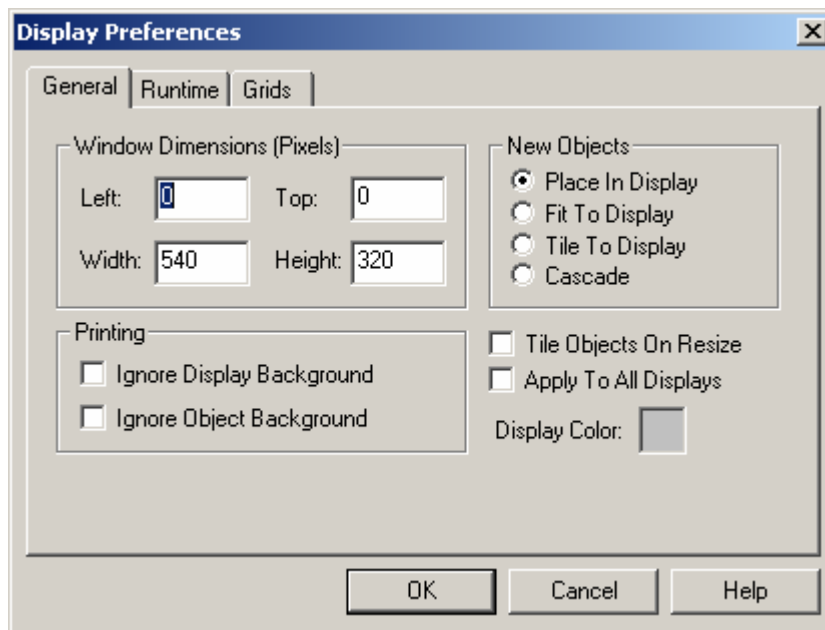 Display Preferences
General Runtime Grids
Window Dimensions (Pixels)
Left: 0 Top: 0
Width: 540 Height: 320
New Objects
Place In Display
Fit To Display
Tile To Display
Cascade
Printing
Ignore Display Background
Ignore Object Background
Tile Objects On Resize
Apply To All Displays
Display Color:
OK Cancel Help